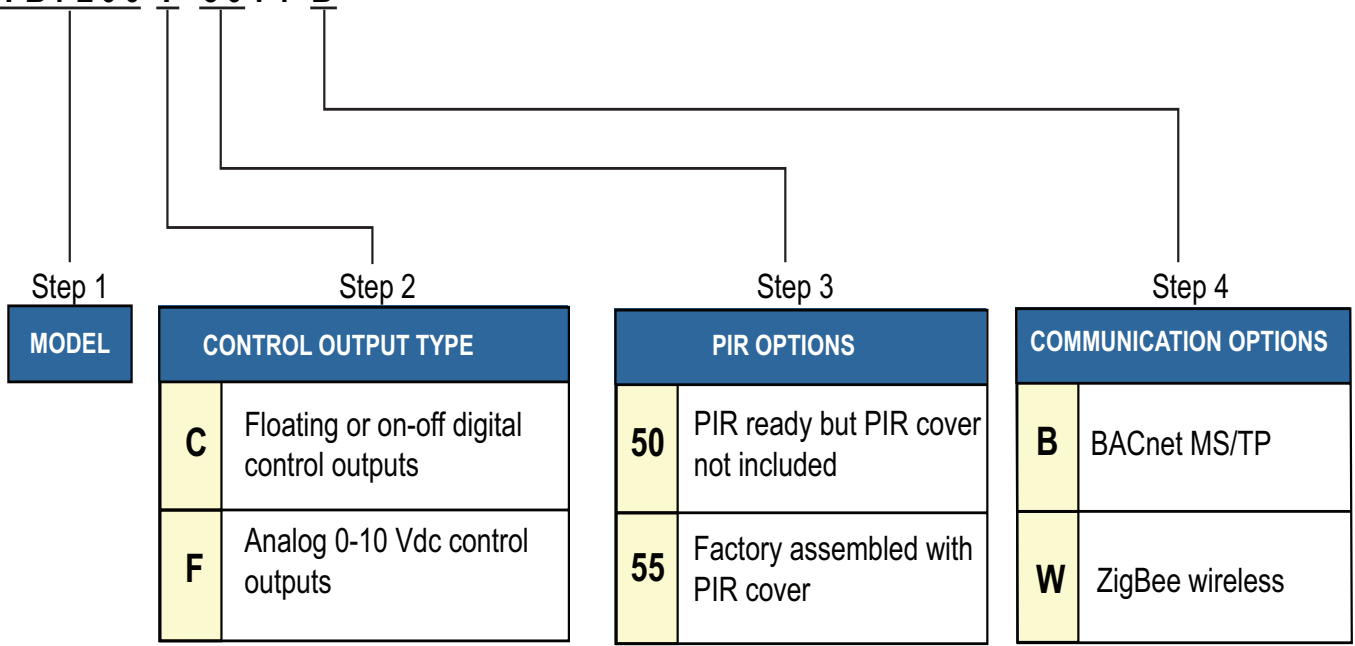 Step 1
Step 2
Step 3
Step 4
MODEL
CONTROL OUTPUT TYPE
PIR OPTIONS
COMMUNICATION OPTIONS
C
Floating or on-off digital
control outputs
50
PIR ready but PIR cover
not included
B
BACnet MS/TP
F
Analog 0-10 Vdc control
outputs
55
Factory assembled with
PIR cover
W
ZigBee wireless